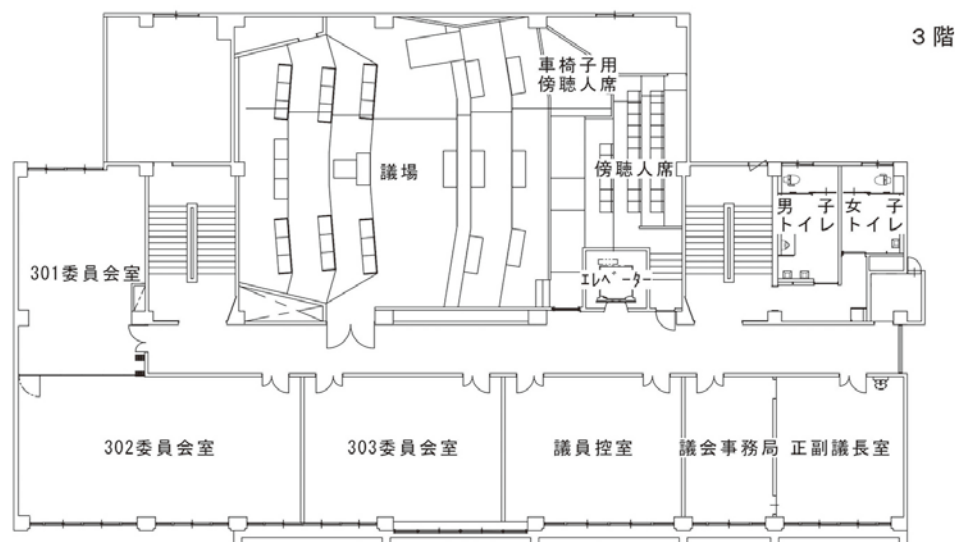 3階
車椅子用
傍聴人席
議場
傍聴人席
男子
トイレ
女子
トイレ
301委員会室
エレベーター
302委員会室
303委員会室
議員控室
議会事務局
正副議長室